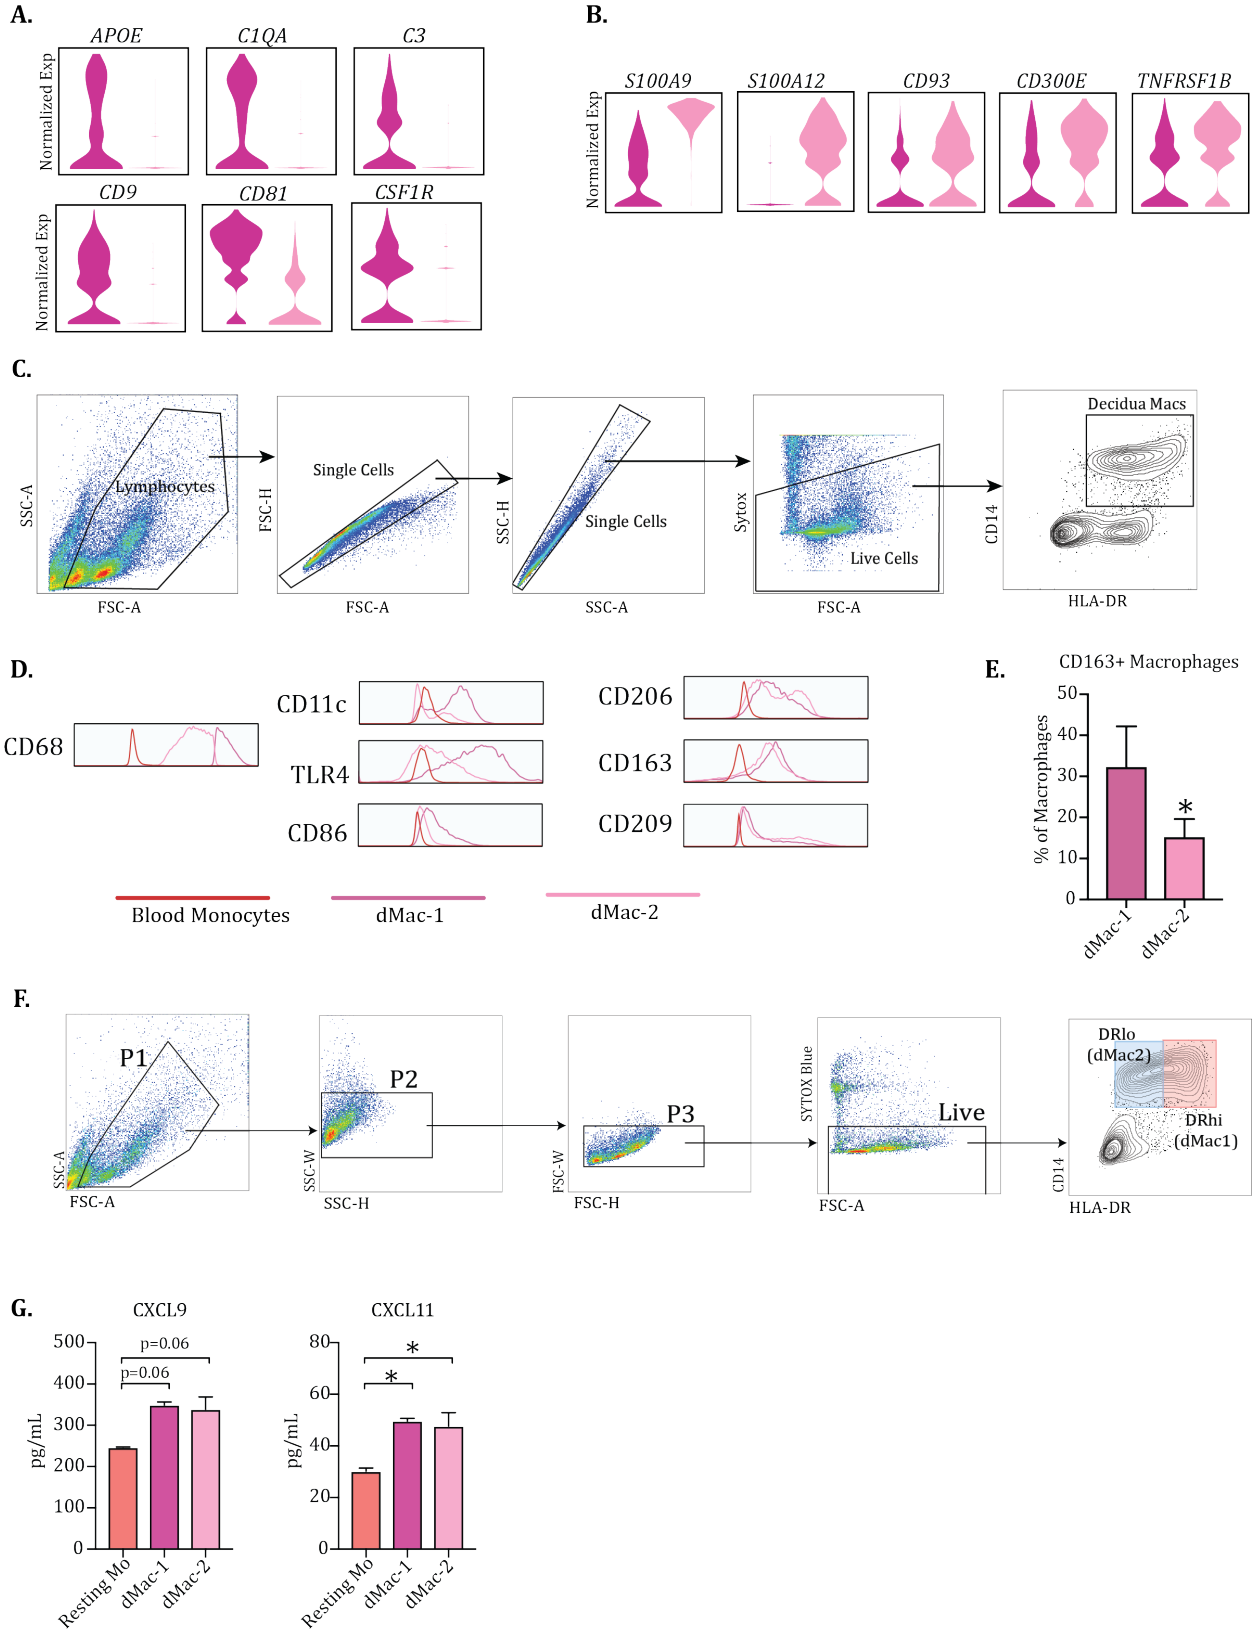 A.
APOE C1QA C3
Normalized Exp
CD9 CD81 CSF1R
Normalized Exp
B.
S100A9 S100A12 CD93 CD300E TNFRSF1B
Normalized Exp
C.
Lymphocytes
SSC-A
FSC-A
Single Cells
FSC-H
FSC-A
Single Cells
SSC-H
SSC-A
Live Cells
Sytox
FSC-A
Decidua Macs
CD14
HLA-DR
D.
CD68
CD11c
TLR4
CD86
CD206
CD163
CD209
Blood Monocytes
dMac-1
dMac-2
E.
CD163+ Macrophages
% of Macrophages
50
40
30
20
10
0
*
dMac-1
dMac-2
F.
P1
SSC-A
FSC-A
P2
SSC-W
SSC-H
P3
FSC-W
FSC-H
Live
SYTOX Blue
FSC-A
DRlo
(dMac2)
DRhi
(dMac1)
CD14
HLA-DR
G.
CXCL9
pg/mL
500
400
300
200
100
0
p=0.06
p=0.06
Resting Mo
dMac-1
dMac-2
CXCL11
pg/mL
80
60
40
20
0
*
*
Resting Mo
dMac-1
dMac-2